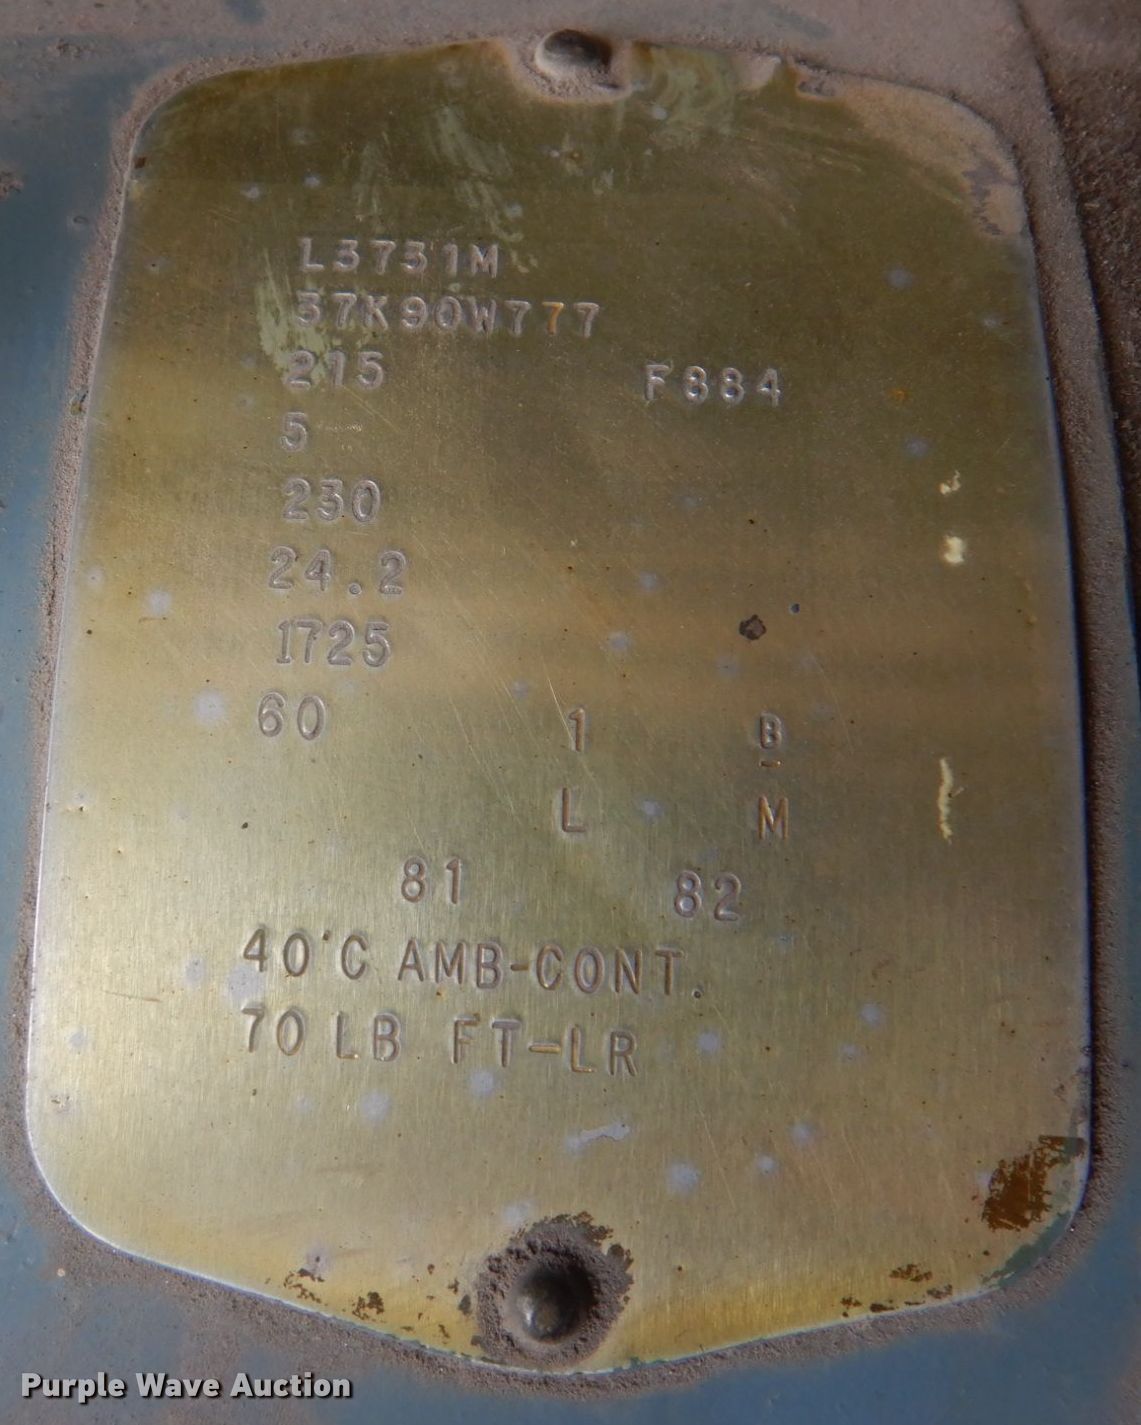 L3731M
37K90W777
215 F884
5
230
24.2
1725
60 1 B
L M
81 82
40°C AMB-CONT.
70 LB FT-LR
Purple Wave Auction